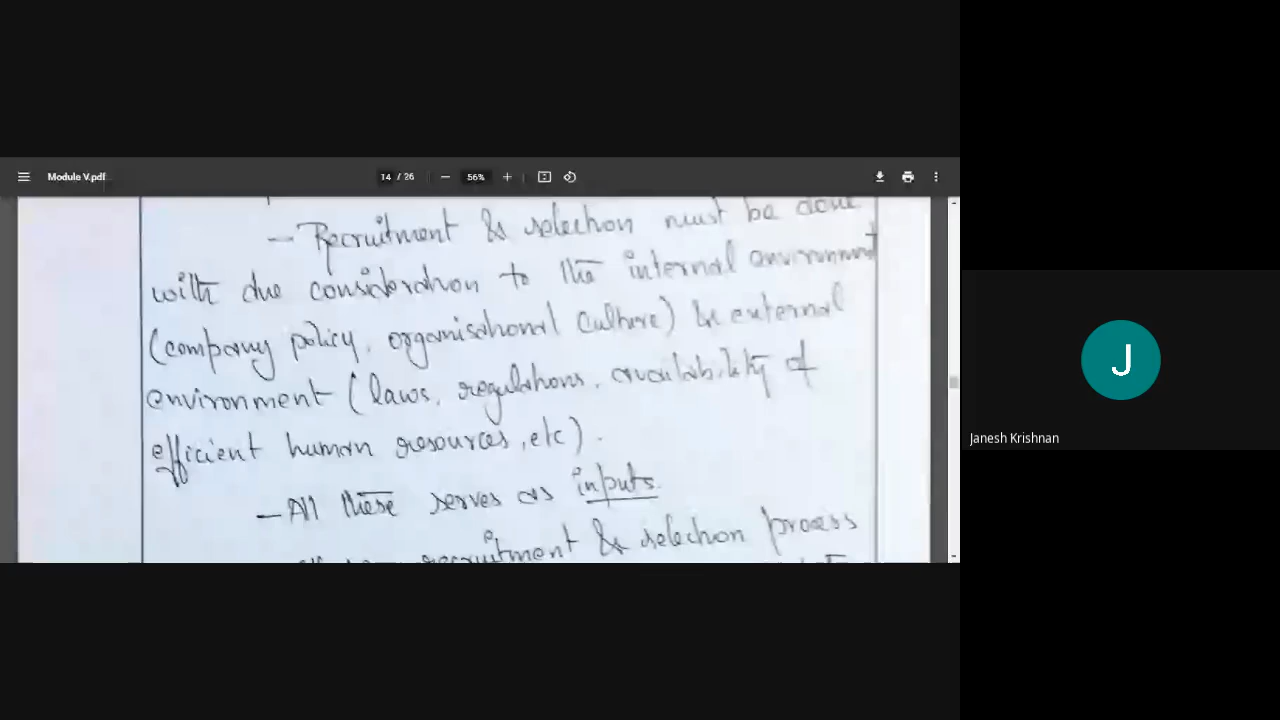 Module V.pdf
14 / 26
56%
— Recruitment & selection must be done
with due consideration to the internal environment
(company policy, organisational culture) & external
environment (laws, regulations, availability of
efficient human resources, etc).
— All these serves as inputs.
recruitment & selection process
J
Janesh Krishnan